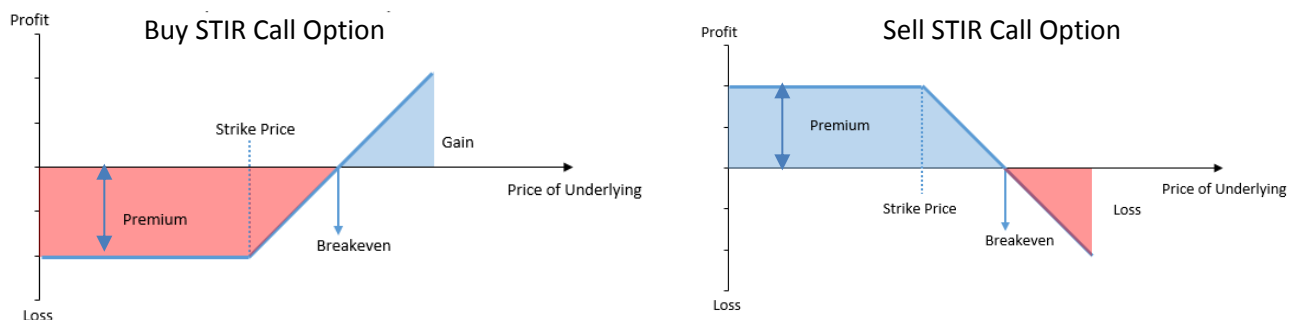 Profit
Buy STIR Call Option
Strike Price
Gain
Price of Underlying
Premium
Breakeven
Loss
Sell STIR Call Option
Profit
Premium
Price of Underlying
Strike Price
Loss
Breakeven
Loss